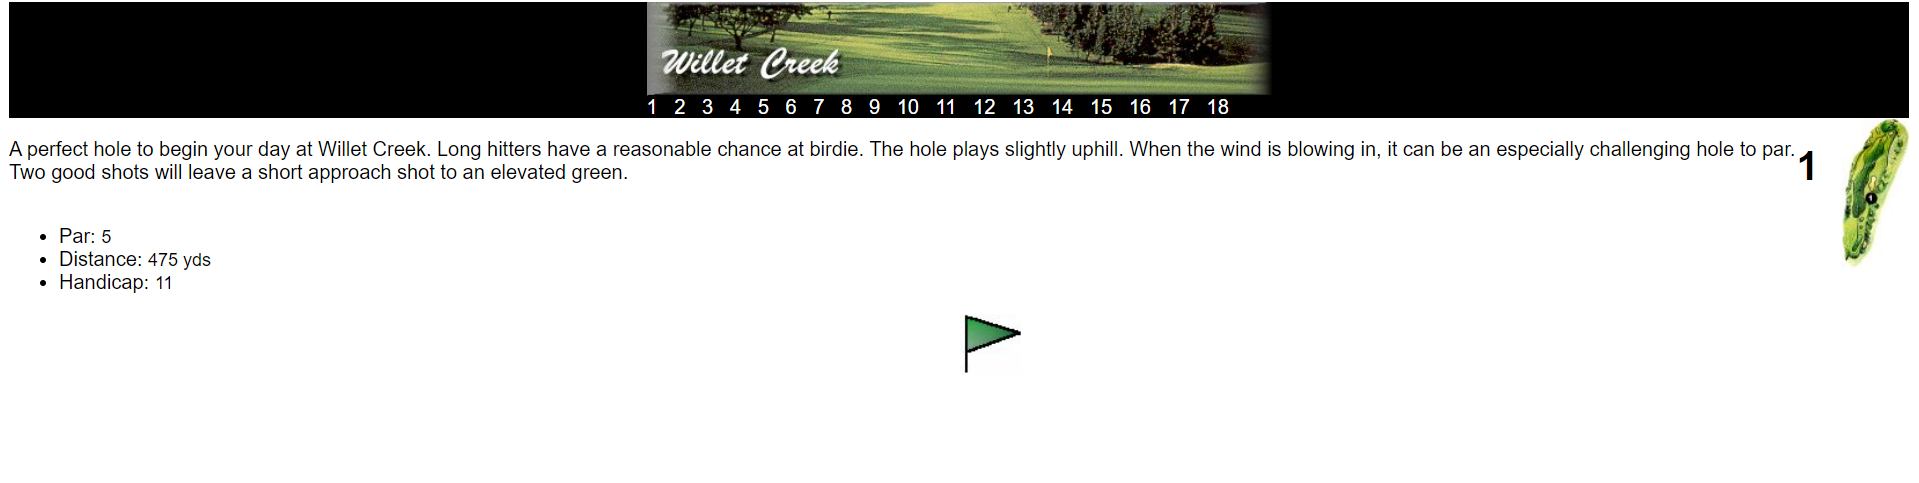 Willet Creek
1 2 3 4 5 6 7 8 9 10 11 12 13 14 15 16 17 18
A perfect hole to begin your day at Willet Creek. Long hitters have a reasonable chance at birdie. The hole plays slightly uphill. When the wind is blowing in, it can be an especially challenging hole to par.
Two good shots will leave a short approach shot to an elevated green.
1
1
Par: 5
Distance: 475 yds
Handicap: 11